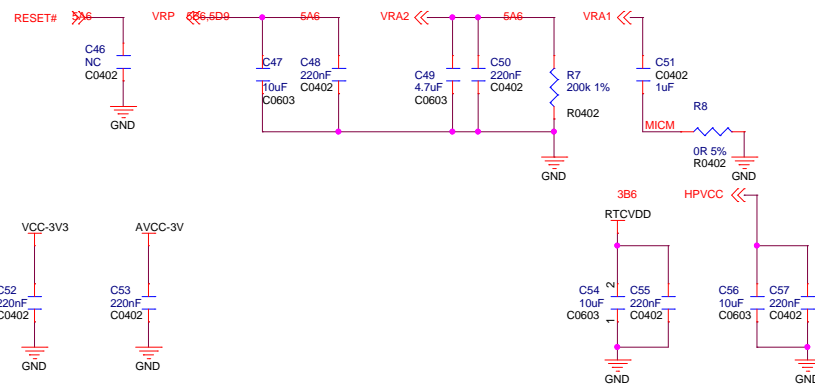 RESET#
5A6
VRP
5B6,5D9
5A6
VRA2
5A6
VRA1
C46
NC
C0402
GND
C47
10uF
C0603
C48
220nF
C0402
C49
4.7uF
C0603
C50
220nF
C0402
R7
200k 1%
R0402
GND
C51
C0402
1uF
MICM
R8
0R 5%
R0402
GND
VCC-3V3
C52
220nF
C0402
GND
AVCC-3V
C53
220nF
C0402
GND
3B6
RTCVDD
2
C54
10uF
C0603
1
C55
220nF
C0402
GND
HPVCC
C56
10uF
C0603
C57
220nF
C0402
GND